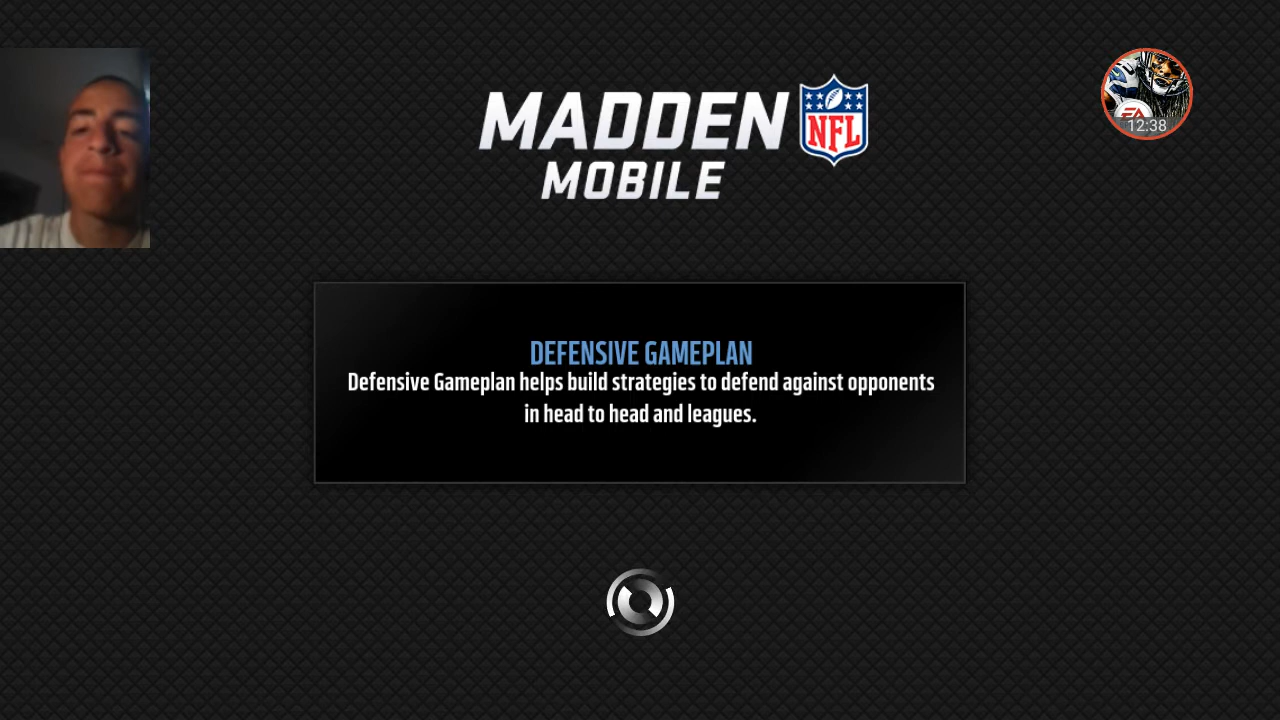 MADDEN NFL
MOBILE
EA
12:38
DEFENSIVE GAMEPLAN
Defensive Gameplan helps build strategies to defend against opponents
in head to head and leagues.